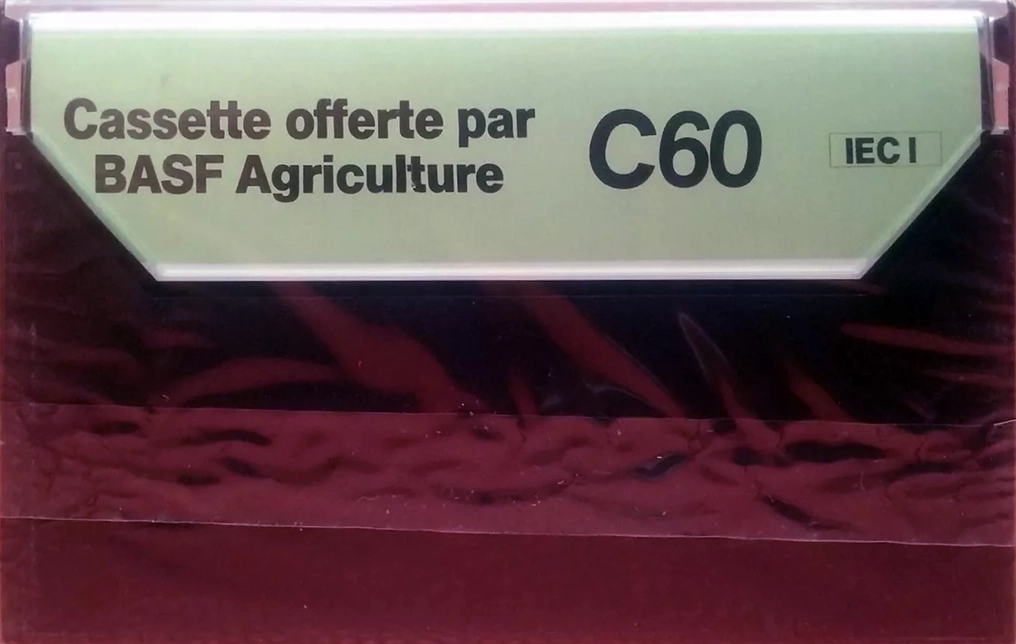 Cassette offerte par
BASF Agriculture
C60
IEC I